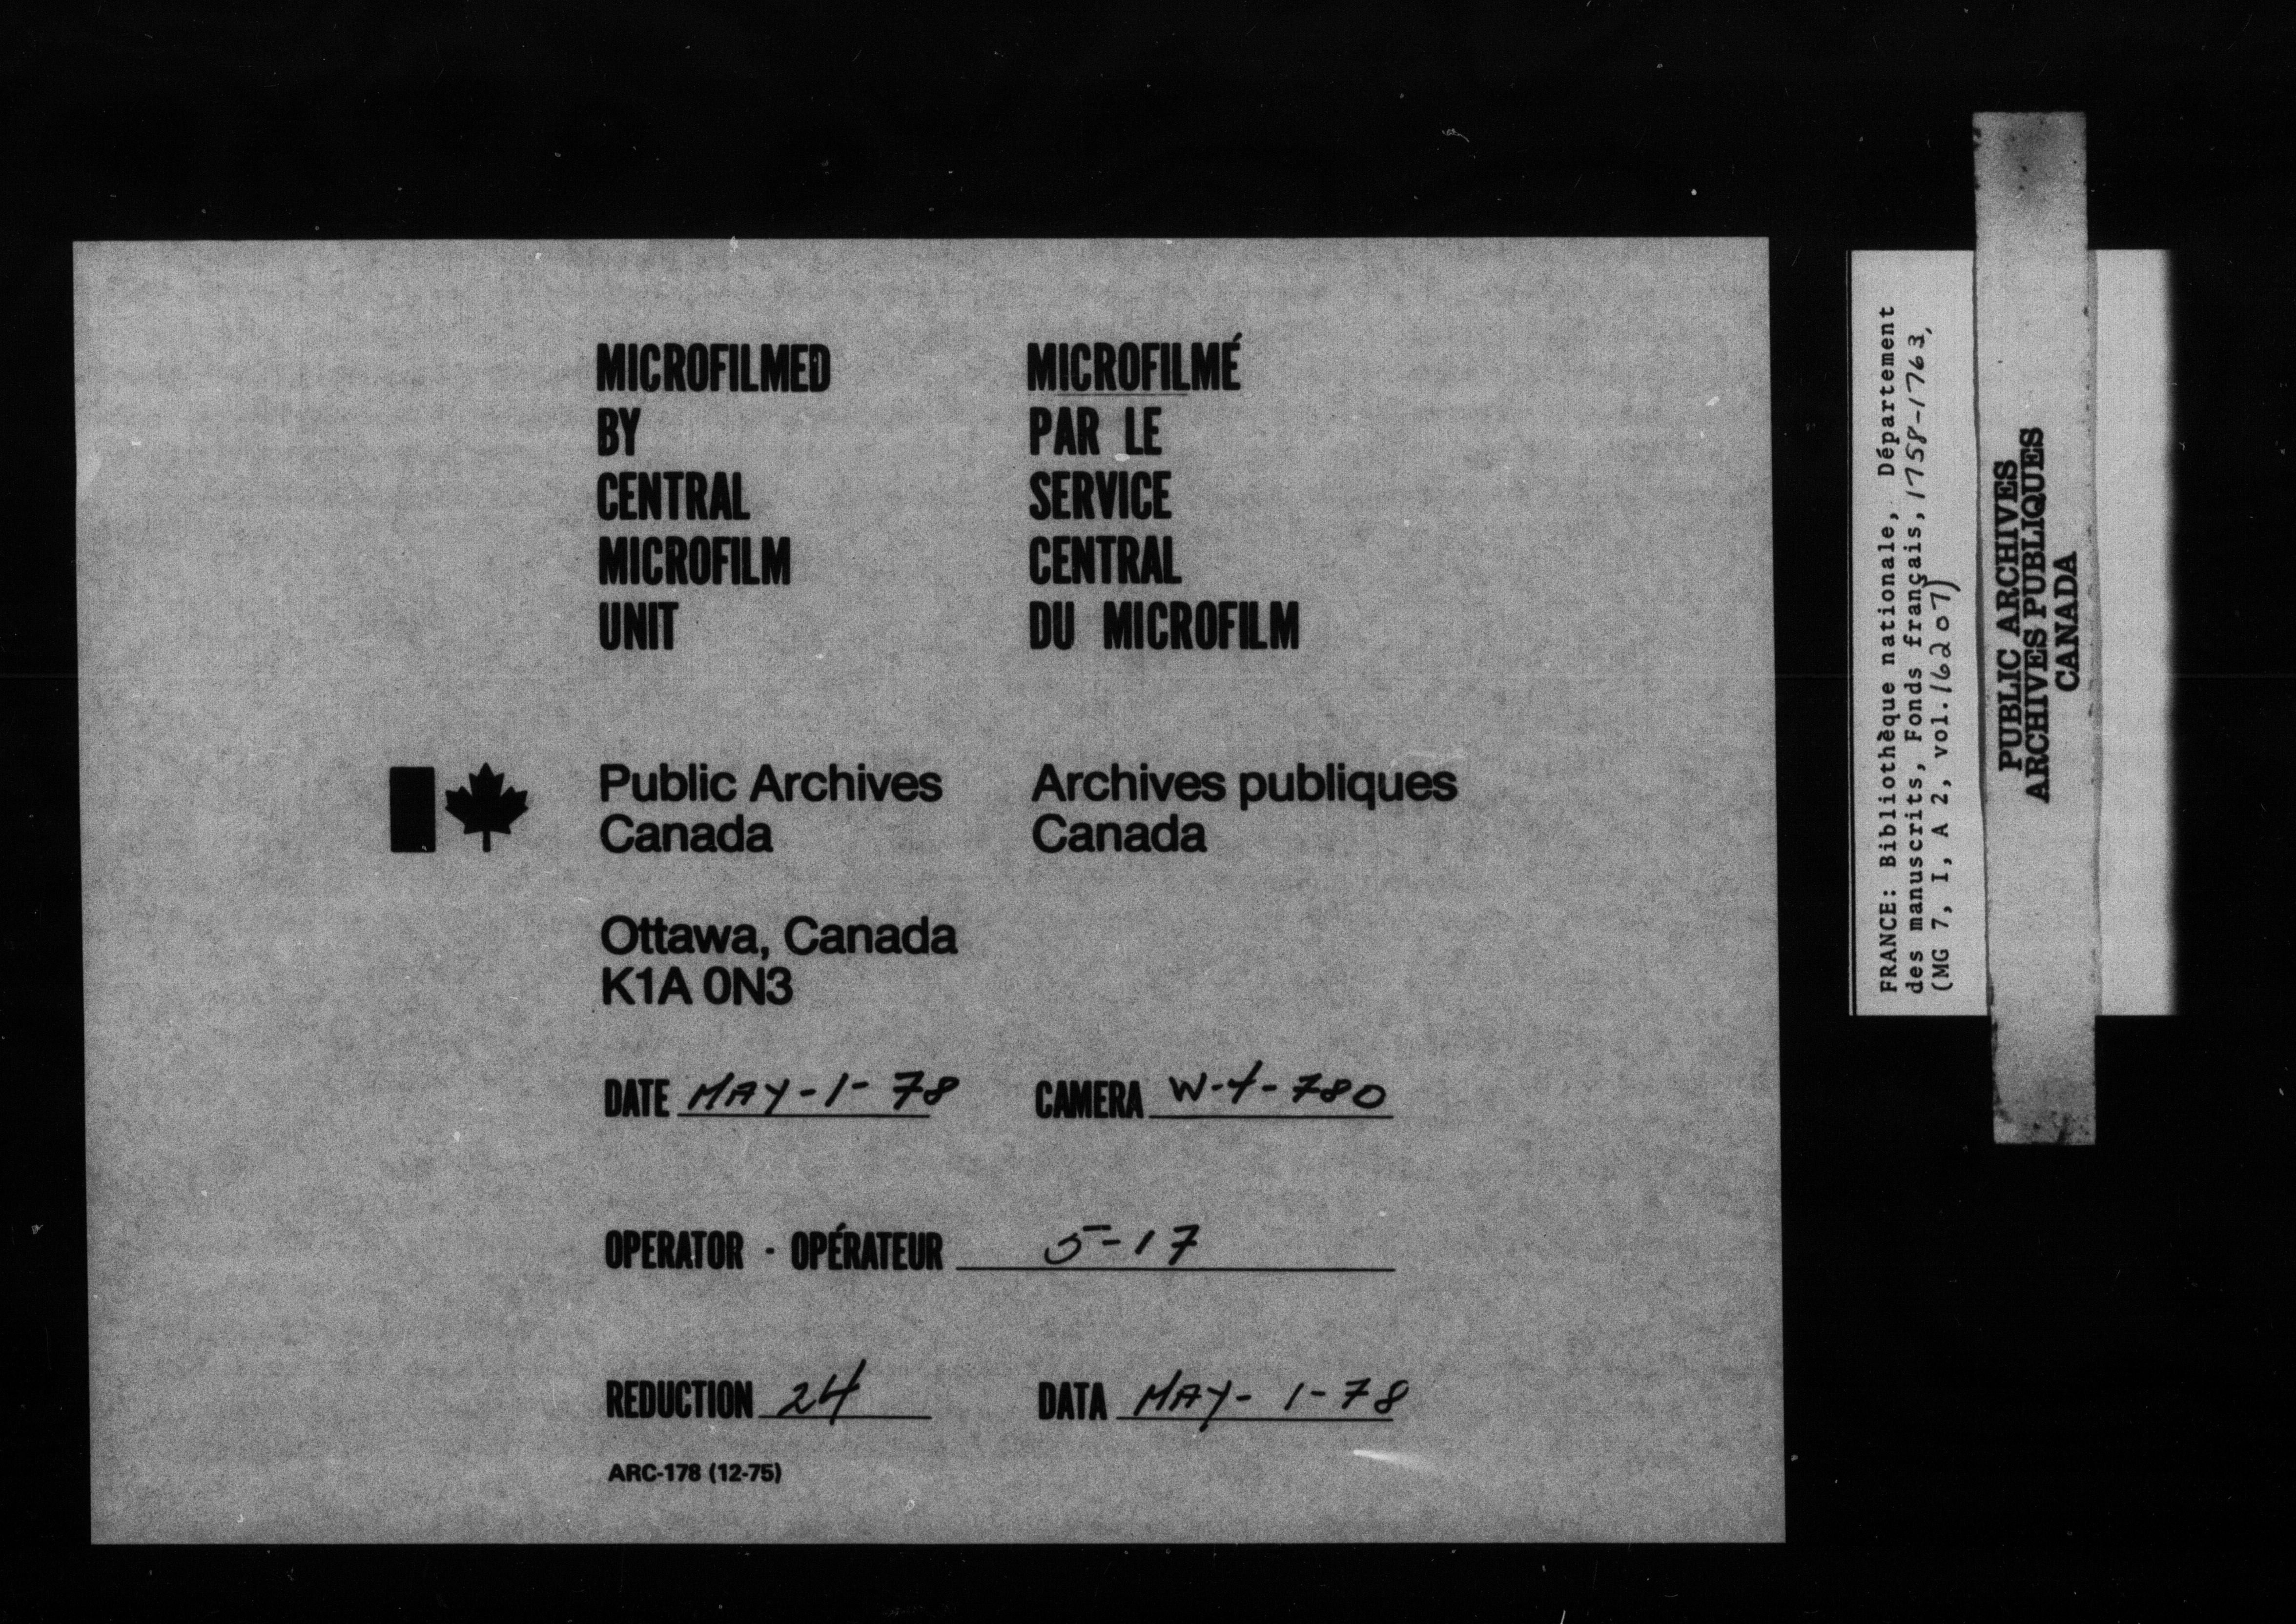 MICROFILMED
BY
CENTRAL
MICROFILM
UNIT
MICROFILMÉ
PAR LE
SERVICE
CENTRAL
DU MICROFILM
Public Archives
Canada
Archives publiques
Canada
Ottawa, Canada
K1A 0N3
DATE MAY-1-78
CAMERA W-4-780
OPERATOR - OPÉRATEUR 5-17
REDUCTION 24
DATA MAY-1-78
ARC-178 (12-75)
FRANCE: Bibliothèque nationale, Département
des manuscrits, Fonds français, 1758-1763,
(MG 7, I, A 2, vol. 16207)
PUBLIC ARCHIVES
ARCHIVES PUBLIQUES
CANADA